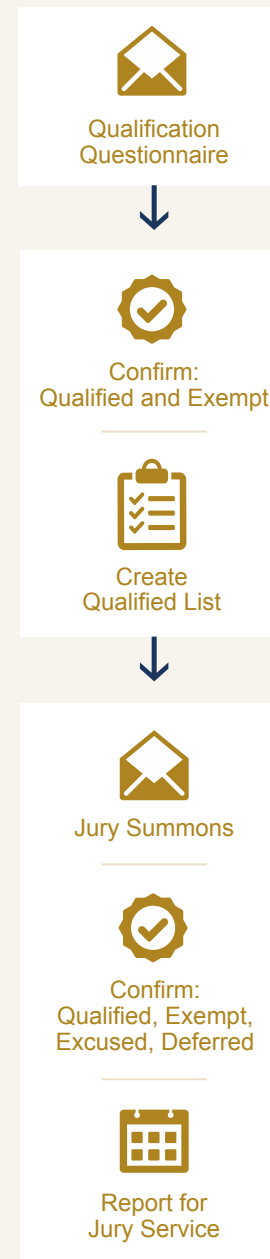 Qualification
Questionnaire
Confirm:
Qualified and Exempt
Create
Qualified List
Jury Summons
Confirm:
Qualified, Exempt,
Excused, Deferred
Report for
Jury Service